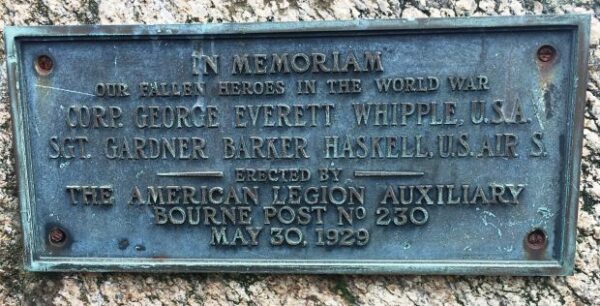 IN MEMORIAM
OUR FALLEN HEROES IN THE WORLD WAR
CORP. GEORGE EVERETT WHIPPLE, U.S.A.
SGT. GARDNER BARKER HASKELL, U.S. AIR S.
ERECTED BY
THE AMERICAN LEGION AUXILIARY
BOURNE POST Nº 230
MAY 30, 1929